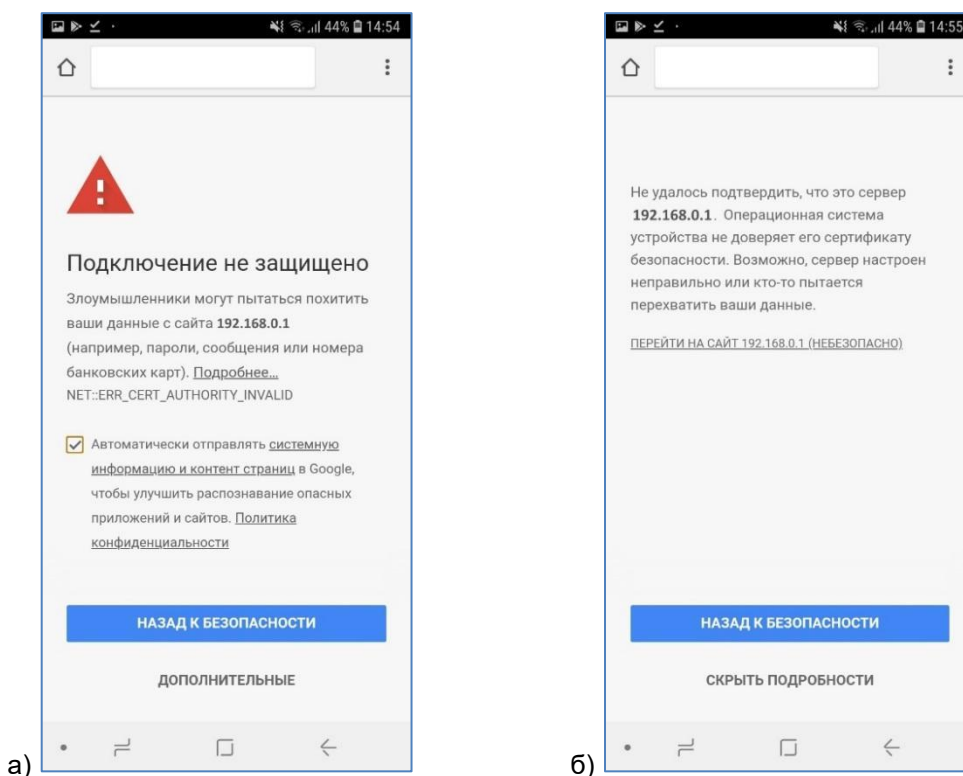 44% 14:54
Подключение не защищено
Злоумышленники могут пытаться похитить
ваши данные с сайта 192.168.0.1
(например, пароли, сообщения или номера
банковских карт). Подробнее...
NET::ERR_CERT_AUTHORITY_INVALID
Автоматически отправлять системную
информацию и контент страниц в Google,
чтобы улучшить распознавание опасных
приложений и сайтов. Политика
конфиденциальности
НАЗАД К БЕЗОПАСНОСТИ
ДОПОЛНИТЕЛЬНЫЕ
а)
44% 14:55
Не удалось подтвердить, что это сервер
192.168.0.1. Операционная система
устройства не доверяет его сертификату
безопасности. Возможно, сервер настроен
неправильно или кто-то пытается
перехватить ваши данные.
ПЕРЕЙТИ НА САЙТ 192.168.0.1 (НЕБЕЗОПАСНО)
НАЗАД К БЕЗОПАСНОСТИ
СКРЫТЬ ПОДРОБНОСТИ
б)